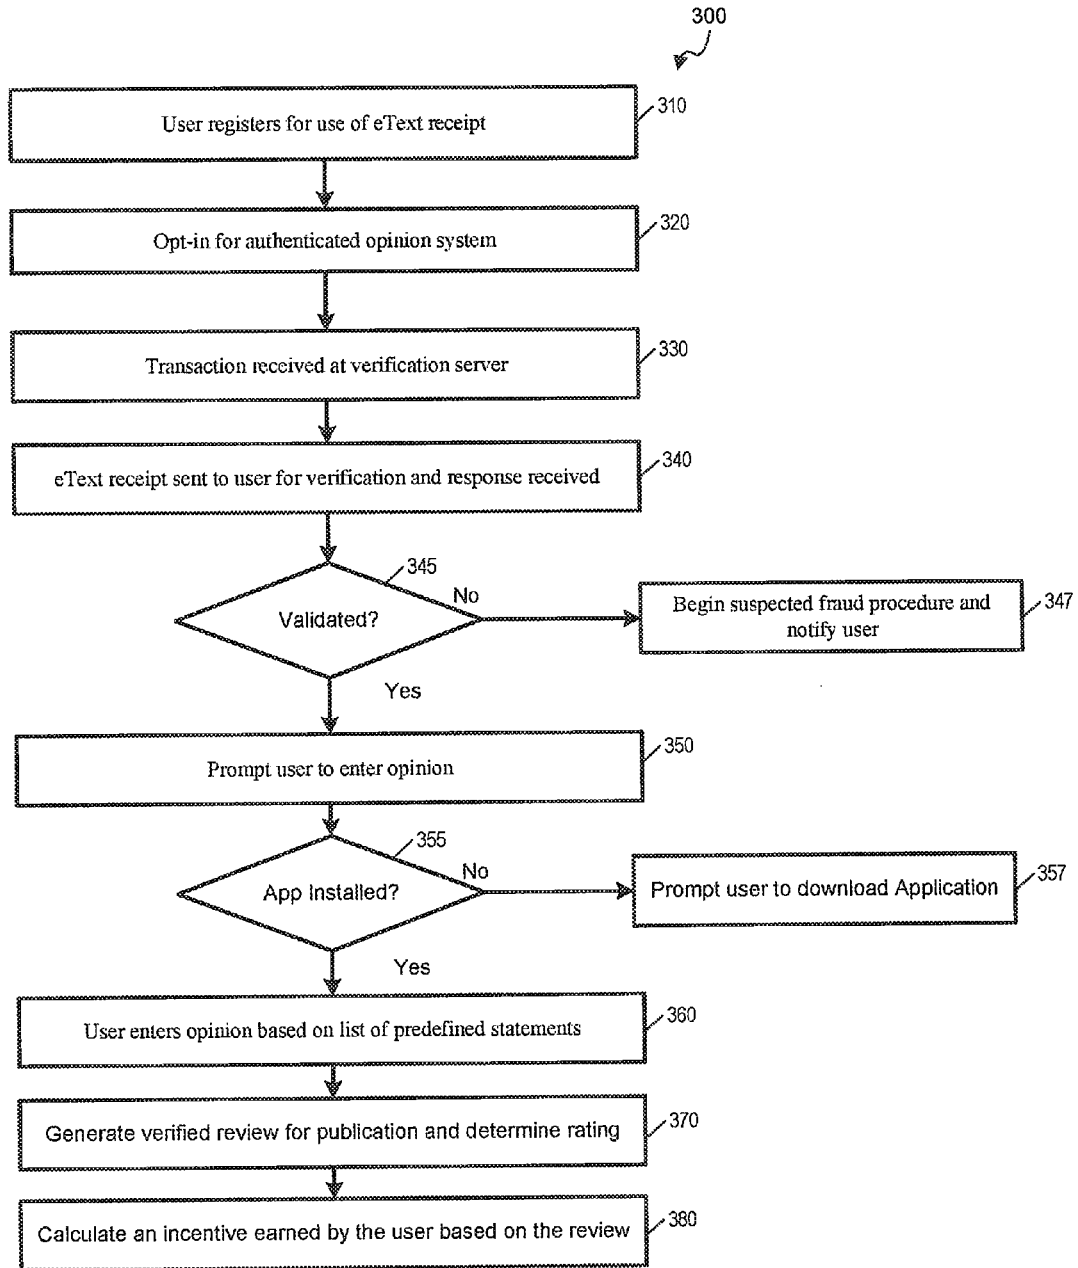 300
User registers for use of eText receipt
310
Opt-in for authenticated opinion system
320
Transaction received at verification server
330
eText receipt sent to user for verification and response received
340
345
Validated?
No
Begin suspected fraud procedure and
notify user
347
Yes
Prompt user to enter opinion
350
355
App Installed?
No
Prompt user to download Application
357
Yes
User enters opinion based on list of predefined statements
360
Generate verified review for publication and determine rating
370
Calculate an incentive earned by the user based on the review
380